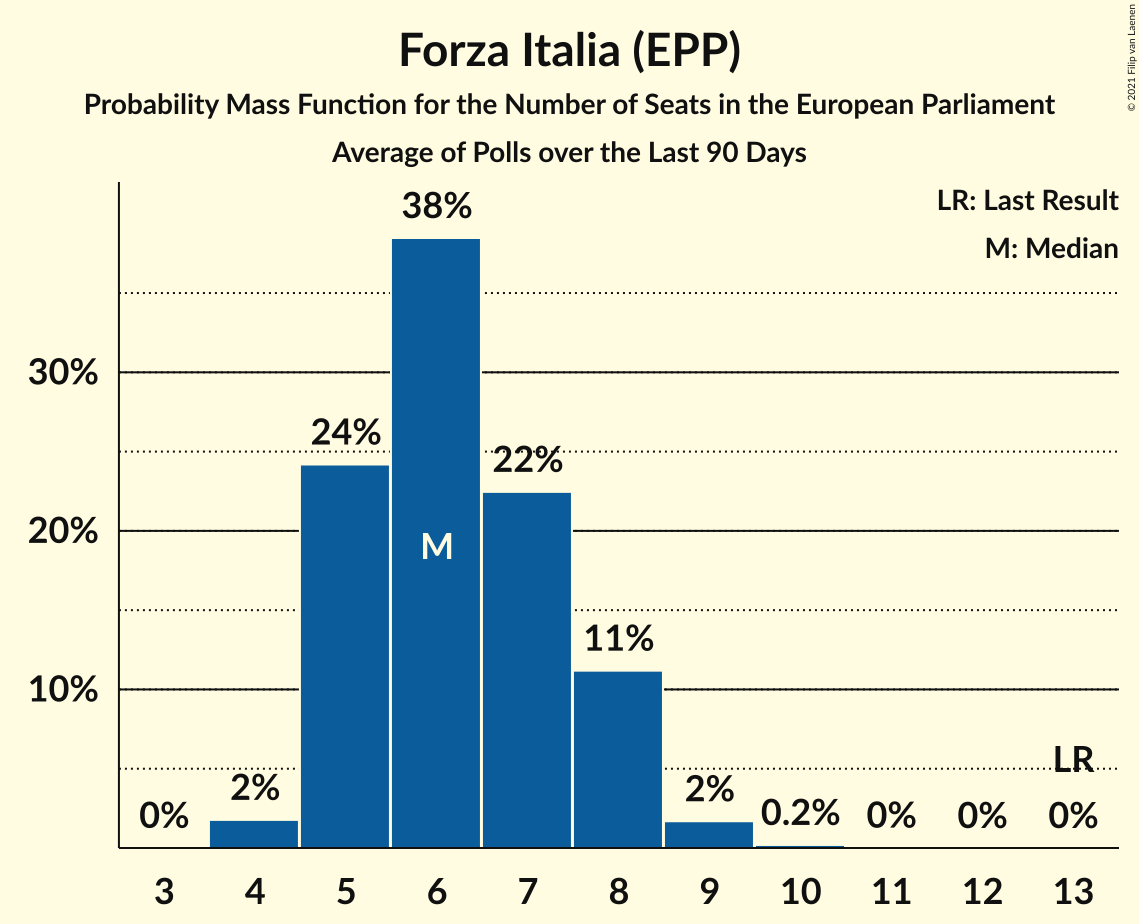 Forza Italia (EPP)
Probability Mass Function for the Number of Seats in the European Parliament
Average of Polls over the Last 90 Days
© 2021 Filip van Laenen
LR: Last Result
M: Median
38%
30%
24%
22%
20%
M
11%
10%
LR
0%
2%
2%
0.2%
0%
0%
0%
3 4 5 6 7 8 9 10 11 12 13